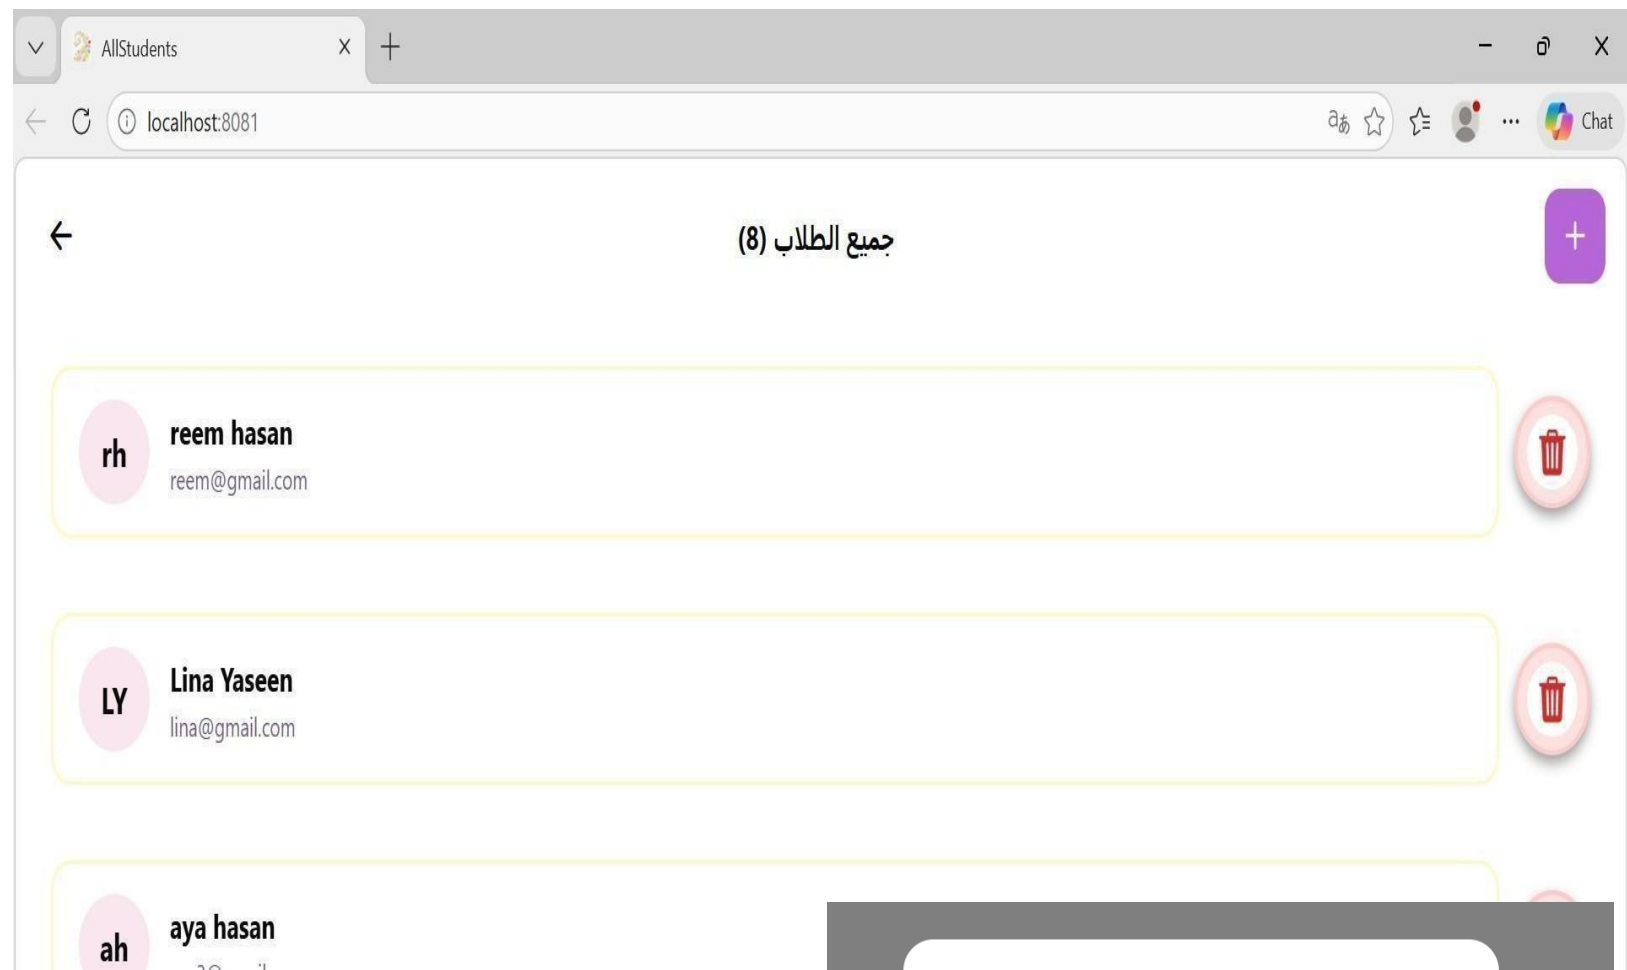 AllStudents
localhost:8081
Chat
جميع الطلاب (8)
+
rh
reem hasan
reem@gmail.com
LY
Lina Yaseen
lina@gmail.com
ah
aya hasan